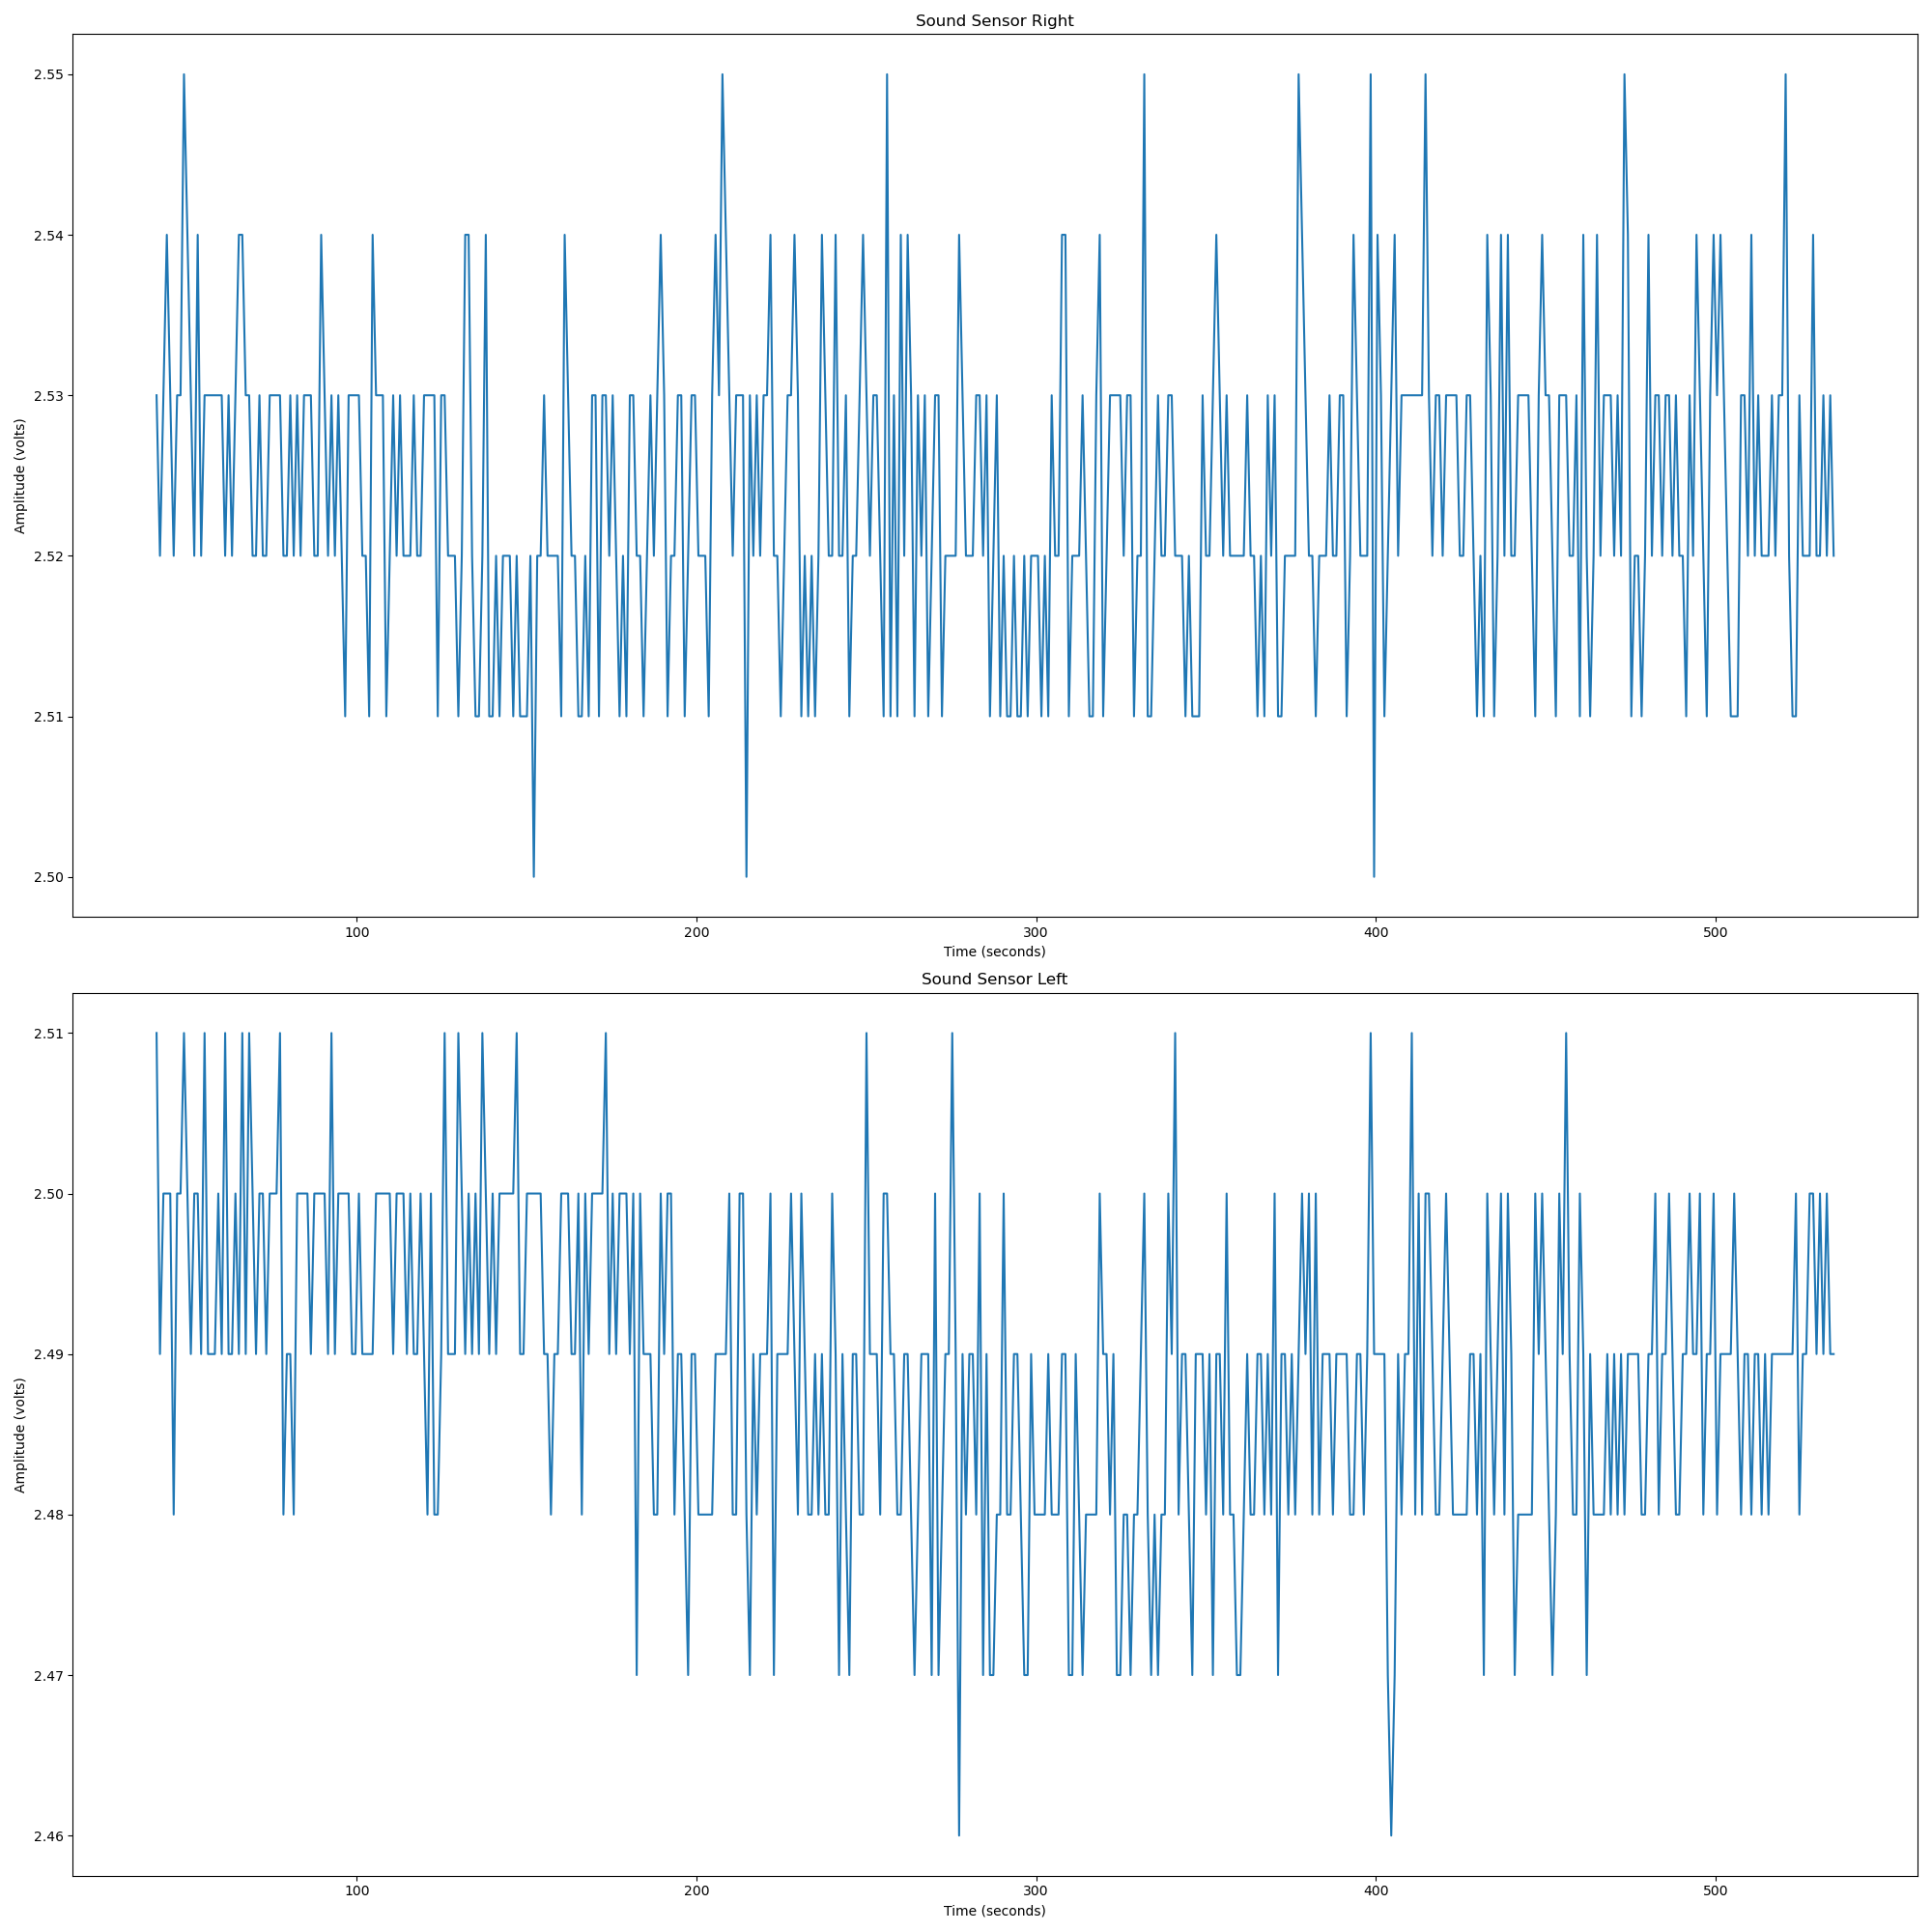 Sound Sensor Right
2.55
2.54
2.53
2.52
2.51
2.50
Amplitude (volts)
100 200 300 400 500
Time (seconds)
Sound Sensor Left
2.51
2.50
2.49
2.48
2.47
2.46
Amplitude (volts)
100 200 300 400 500
Time (seconds)